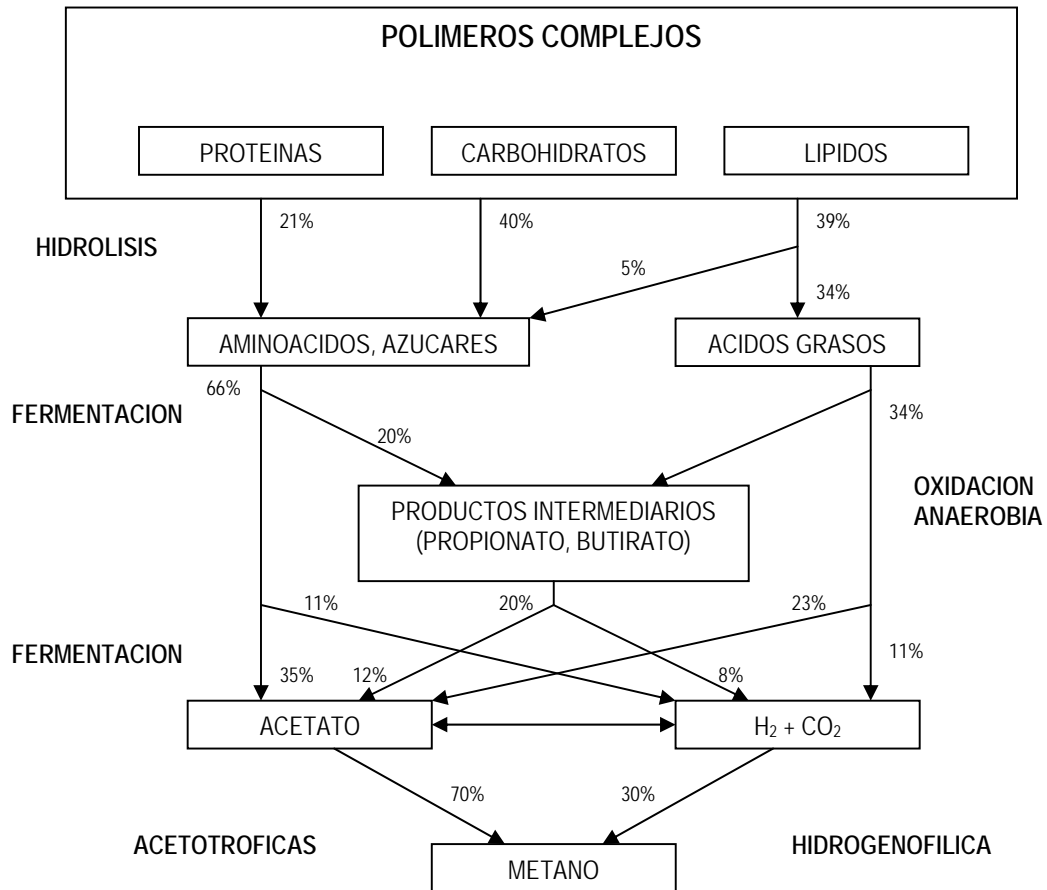 POLIMEROS COMPLEJOS
PROTEINAS
CARBOHIDRATOS
LIPIDOS
21%
40%
39%
HIDROLISIS
5%
34%
AMINOACIDOS, AZUCARES
ACIDOS GRASOS
66%
FERMENTACION
34%
20%
PRODUCTOS INTERMEDIARIOS
(PROPIONATO, BUTIRATO)
OXIDACION
ANAEROBIA
11%
20%
23%
FERMENTACION
35%
12%
8%
11%
ACETATO
H₂ + CO₂
70%
30%
ACETOTROFICAS
HIDROGENOFILICA
METANO